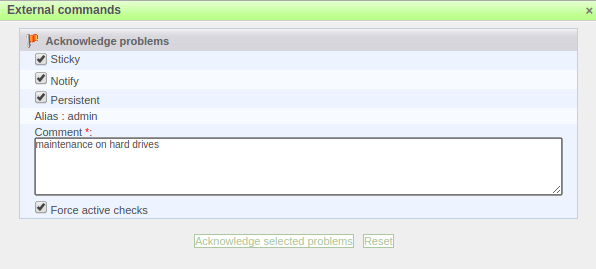 External commands
Acknowledge problems
Sticky
Notify
Persistent
Alias : admin
Comment *:
maintenance on hard drives
Force active checks
Acknowledge selected problems Reset